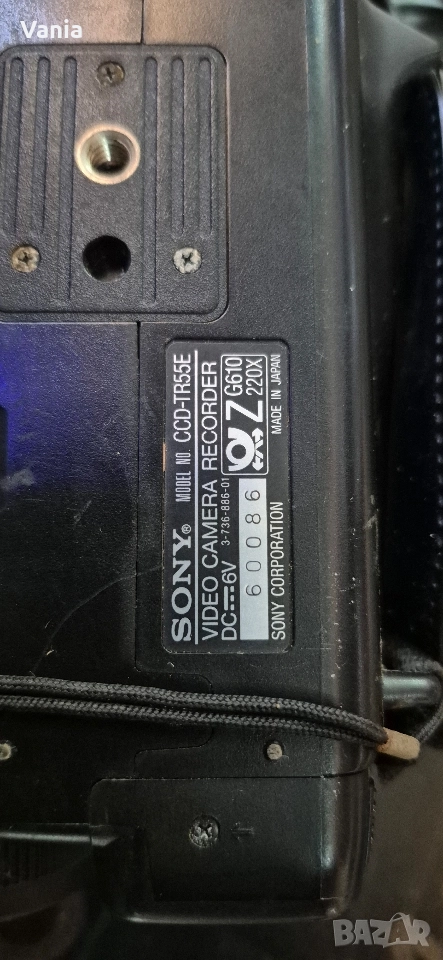 Vania
SONY® MODEL NO. CCD-TR55E
VIDEO CAMERA RECORDER
DC 6V 3-736-886-01
60086
SONY CORPORATION
Z G610
220X
MADE IN JAPAN
BAZAR